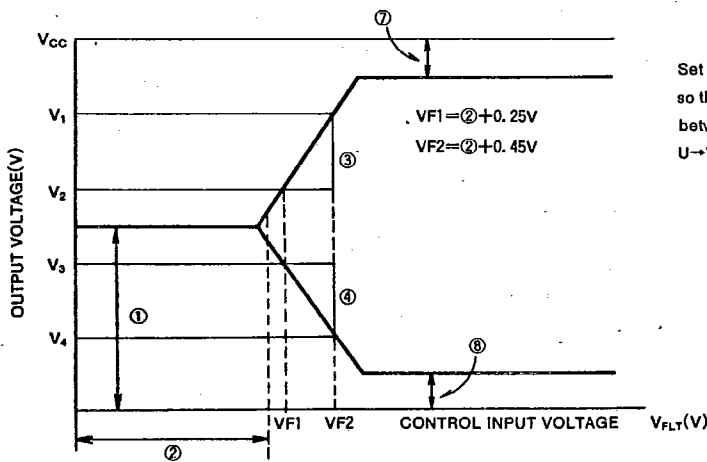 ⑦
VCC
Set
so th
V1
VF1=②+0.25V
betv
VF2=②+0.45V
U→
③
V2
OUTPUT VOLTAGE(V)
V3
①
④
V4
⑧
VF1 VF2 CONTROL INPUT VOLTAGE VFLT(V)
②